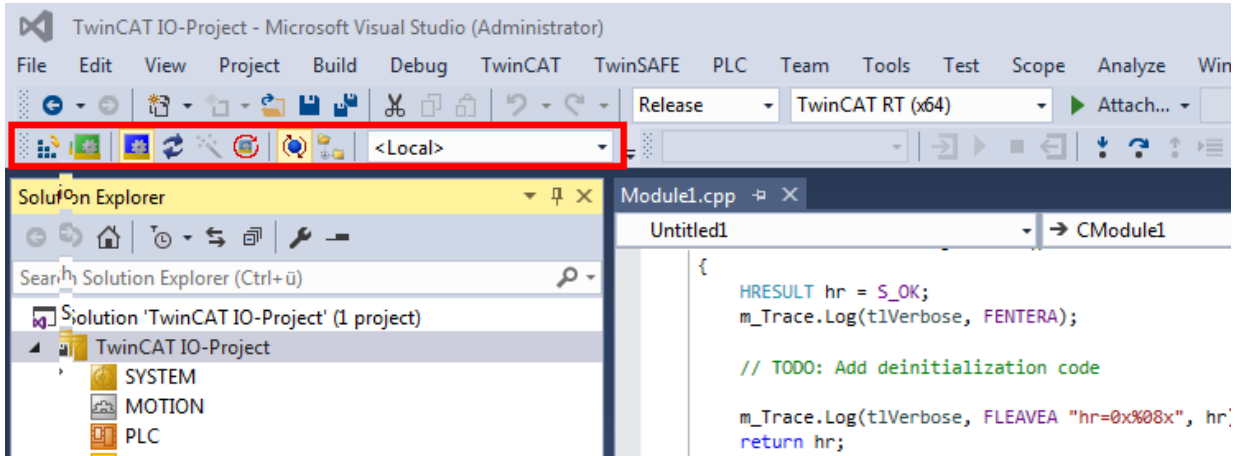 TwinCAT IO-Project - Microsoft Visual Studio (Administrator)
File Edit View Project Build Debug TwinCAT TwinSAFE PLC Team Tools Test Scope Analyze Win
Release TwinCAT RT (x64) Attach...
<Local>
Solution Explorer
Module1.cpp
Untitled1 CModule1
Search Solution Explorer (Ctrl+ü)
{
HRESULT hr = S_OK;
m_Trace.Log(tlVerbose, FENTERA);
Solution 'TwinCAT IO-Project' (1 project)
TwinCAT IO-Project
// TODO: Add deinitialization code
SYSTEM
MOTION
m_Trace.Log(tlVerbose, FLEAVEA "hr=0x%08x", hr)
PLC
return hr;